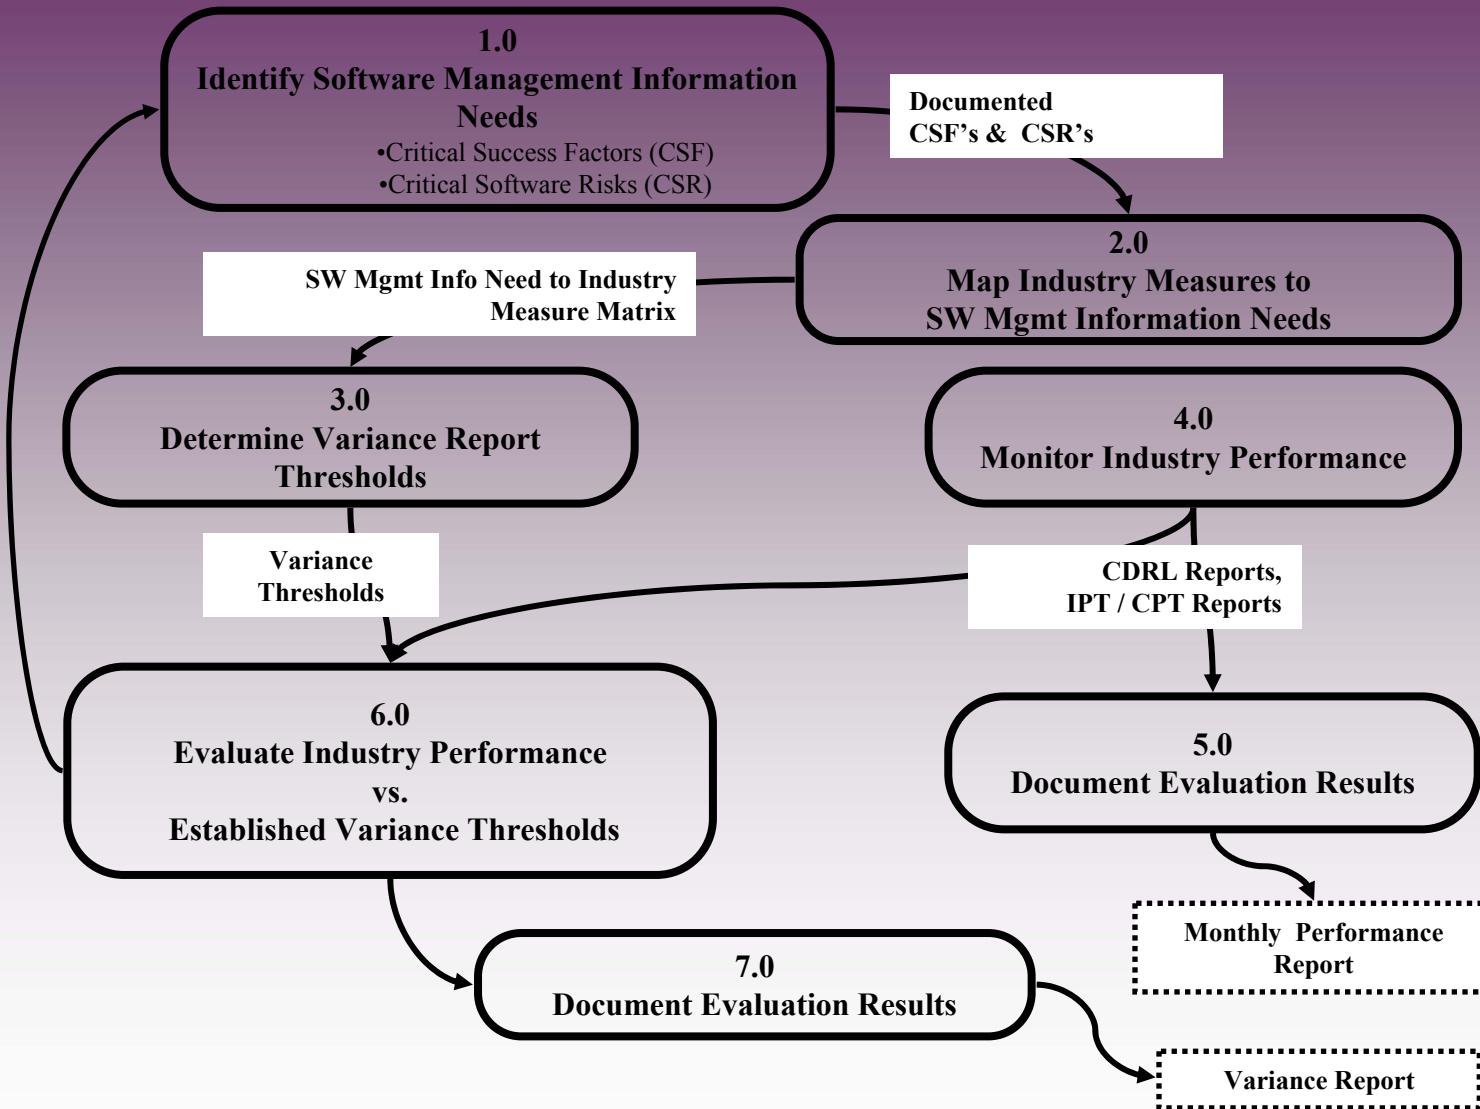 1.0
Identify Software Management Information
Needs
•Critical Success Factors (CSF)
•Critical Software Risks (CSR)
Documented
CSF's & CSR's
2.0
Map Industry Measures to
SW Mgmt Information Needs
SW Mgmt Info Need to Industry
Measure Matrix
3.0
Determine Variance Report
Thresholds
4.0
Monitor Industry Performance
Variance
Thresholds
CDRL Reports,
IPT / CPT Reports
6.0
Evaluate Industry Performance
vs.
Established Variance Thresholds
5.0
Document Evaluation Results
Monthly Performance
Report
7.0
Document Evaluation Results
Variance Report